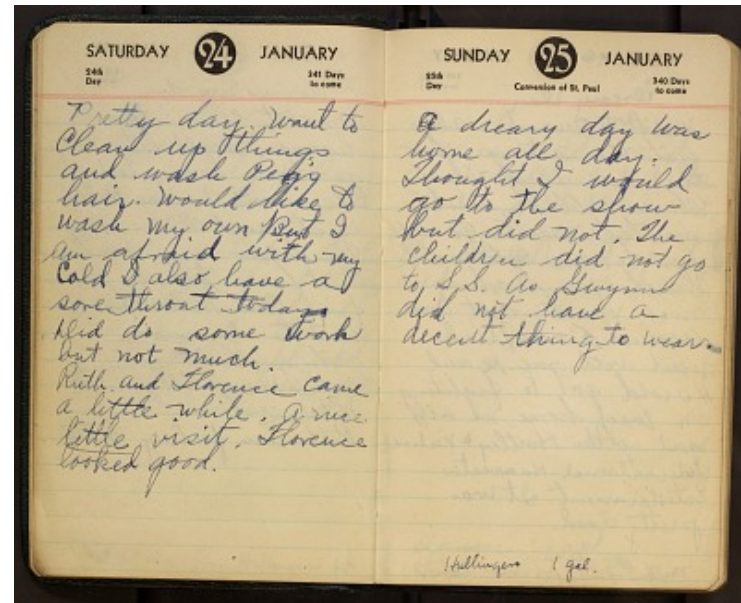 SATURDAY 24 JANUARY
24th Day
341 Days to come
Pretty day. Want to
Clean up things
and wash Peg's
hair. Would like to
wash my own But I
am afraid with my
Cold I also have a
sore throat today
Did do some work
but not much.
Ruth and Florence came
a little while. A nice
little visit. Florence
looked good.
SUNDAY 25 JANUARY
25th Day
Conversion of St. Paul
340 Days to come
A dreary day was
home all day.
Thought I would
go to the show
but did not. The
children did not go
to S.S. as Gwynn
did not have a
decent thing to wear.
Hullingers 1 gal.